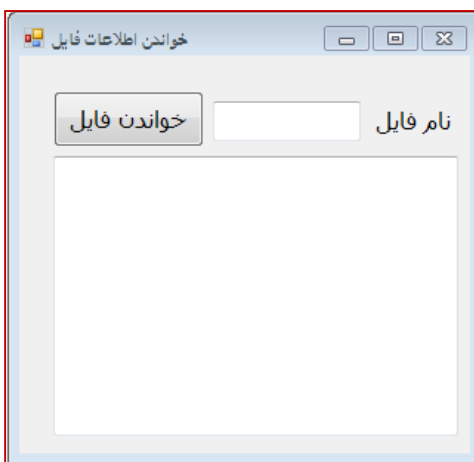 خواندن اطلاعات فایل
نام فایل
خواندن فایل